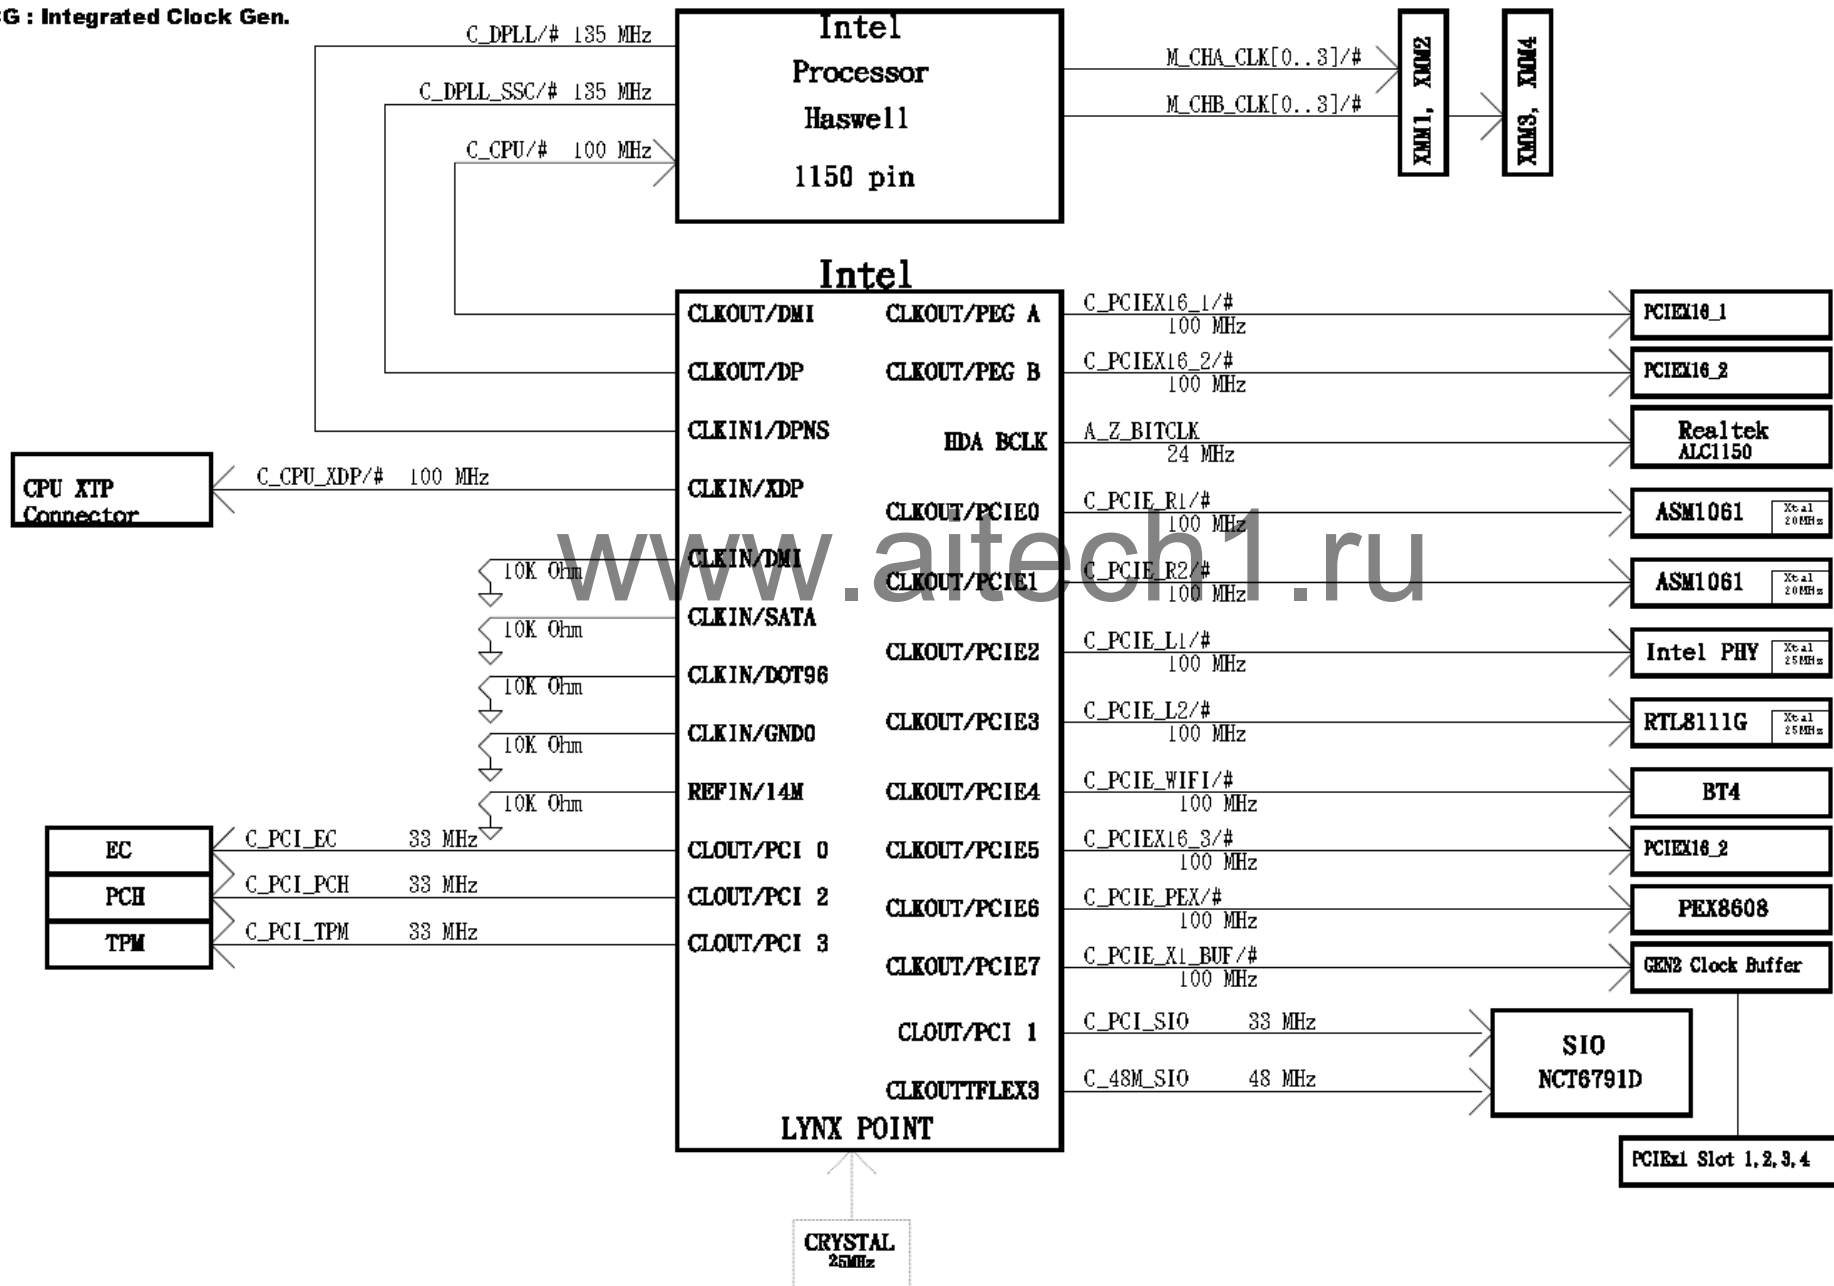 G : Integrated Clock Gen.
C_DPLL/# 135 MHz
C_DPLL_SSC/# 135 MHz
C_CPU/# 100 MHz
Intel
Processor
Haswell
1150 pin
M_CHA_CLK[0..3]/#
M_CHB_CLK[0..3]/#
XMM1, XMM2
XMM3, XMM4
Intel
CLKOUT/DMI
CLKOUT/DP
CLKIN1/DPNS
CLKIN/XDP
CLKIN/DMI
CLKIN/SATA
CLKIN/DOT96
CLKIN/GND0
REFIN/14M
CLOUT/PCI 0
CLOUT/PCI 2
CLOUT/PCI 3
CLKOUT/PEG A
CLKOUT/PEG B
HDA BCLK
CLKOUT/PCIE0
CLKOUT/PCIE1
CLKOUT/PCIE2
CLKOUT/PCIE3
CLKOUT/PCIE4
CLKOUT/PCIE5
CLKOUT/PCIE6
CLKOUT/PCIE7
CLOUT/PCI 1
CLKOUTTFLEX3
LYNX POINT
CPU XTP
Connector
C_CPU_XDP/# 100 MHz
10K Ohm
10K Ohm
10K Ohm
10K Ohm
10K Ohm
EC
C_PCI_EC 33 MHz
PCH
C_PCI_PCH 33 MHz
TPM
C_PCI_TPM 33 MHz
C_PCIEX16_1/#
100 MHz
PCIEX16_1
C_PCIEX16_2/#
100 MHz
PCIEX16_2
A_Z_BITCLK
24 MHz
Realtek
ALC1150
C_PCIE_R1/#
100 MHz
ASM1061
Xtal
20MHz
C_PCIE_R2/#
100 MHz
ASM1061
Xtal
20MHz
C_PCIE_L1/#
100 MHz
Intel PHY
Xtal
25MHz
C_PCIE_L2/#
100 MHz
RTL8111G
Xtal
25MHz
C_PCIE_WIFI/#
100 MHz
BT4
C_PCIEX16_3/#
100 MHz
PCIEX16_2
C_PCIE_PEX/#
100 MHz
PEX8608
C_PCIE_X1_BUF/#
100 MHz
GEN2 Clock Buffer
C_PCI_SIO 33 MHz
C_48M_SIO 48 MHz
SIO
NCT6791D
PCIEx1 Slot 1,2,3,4
CRYSTAL
25MHz
www.aitech1.ru